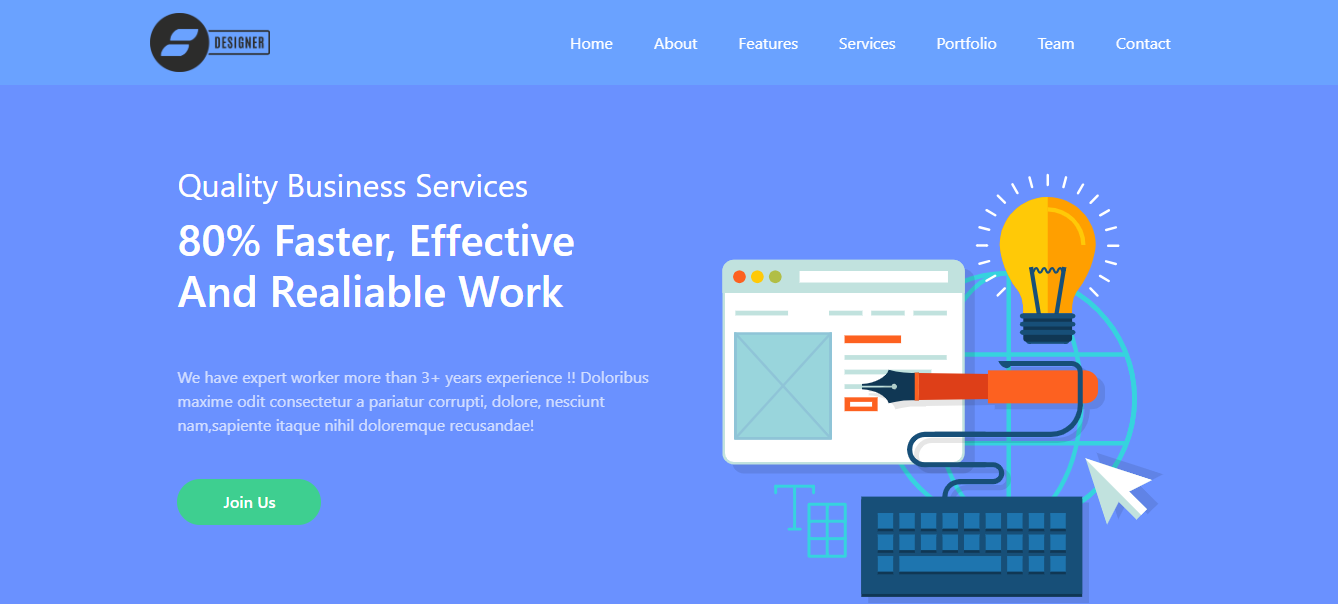 DESIGNER
Home About Features Services Portfolio Team Contact
Quality Business Services
80% Faster, Effective
And Realiable Work
We have expert worker more than 3+ years experience !! Doloribus
maxime odit consectetur a pariatur corrupti, dolore, nesciunt
nam,sapiente itaque nihil doloremque recusandae!
Join Us
T